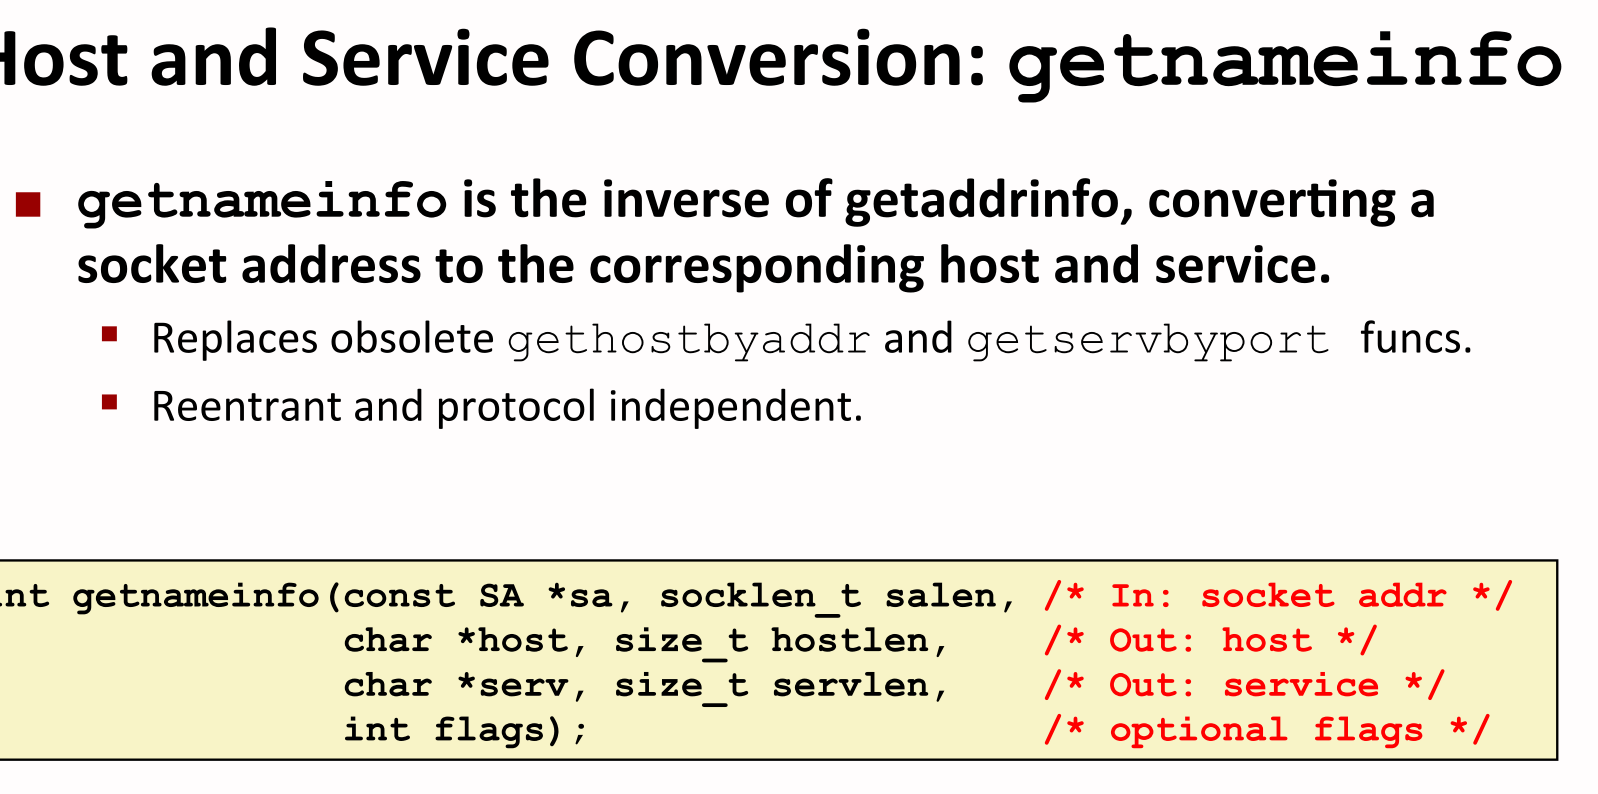 Host and Service Conversion: getnameinfo
getnameinfo is the inverse of getaddrinfo, converting a
socket address to the corresponding host and service.
Replaces obsolete gethostbyaddr and getservbyport funcs.
Reentrant and protocol independent.
int getnameinfo(const SA *sa, socklen_t salen, /* In: socket addr */
char *host, size_t hostlen, /* Out: host */
char *serv, size_t servlen, /* Out: service */
int flags); /* optional flags */